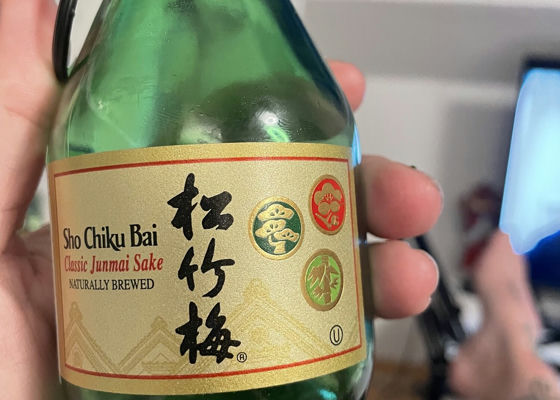 Sho Chiku Bai
Classic Junmai Sake
NATURALLY BREWED
松竹梅
®
U